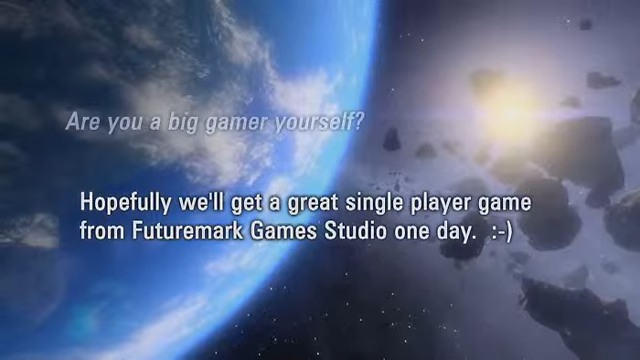 Are you a big gamer yourself?
Hopefully we'll get a great single player game
from Futuremark Games Studio one day. :-)